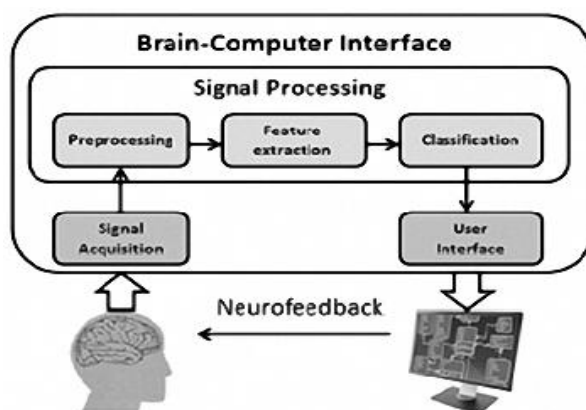 Brain-Computer Interface
Signal Processing
Preprocessing
Feature
extraction
Classification
Signal
Acquisition
User
Interface
Neurofeedback